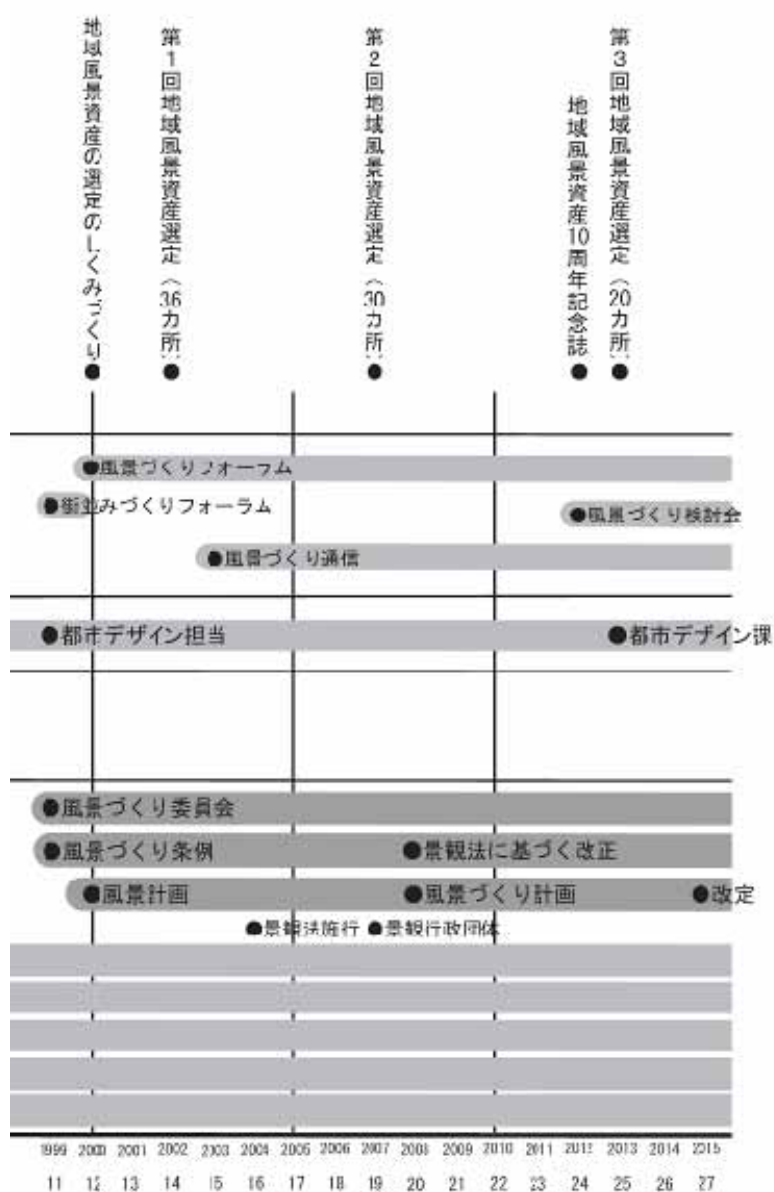 地域風景資産の選定のしくみづくり
第1回地域風景資産選定（36カ所）
第2回地域風景資産選定（30カ所）
地域風景資産10周年記念誌
第3回地域風景資産選定（20カ所）
●風景づくりフォーラム
●街並みづくりフォーラム
●風景づくり検討会
●風景づくり通信
●都市デザイン担当 ●都市デザイン課
●風景づくり委員会
●風景づくり条例 ●景観法に基づく改正
●風景計画 ●風景づくり計画 ●改定
●景観法施行 ●景観行政団体
1999 2000 2001 2002 2003 2004 2005 2006 2007 2008 2009 2010 2011 2012 2013 2014 2015
11 12 13 14 15 16 17 18 19 20 21 22 23 24 25 26 27